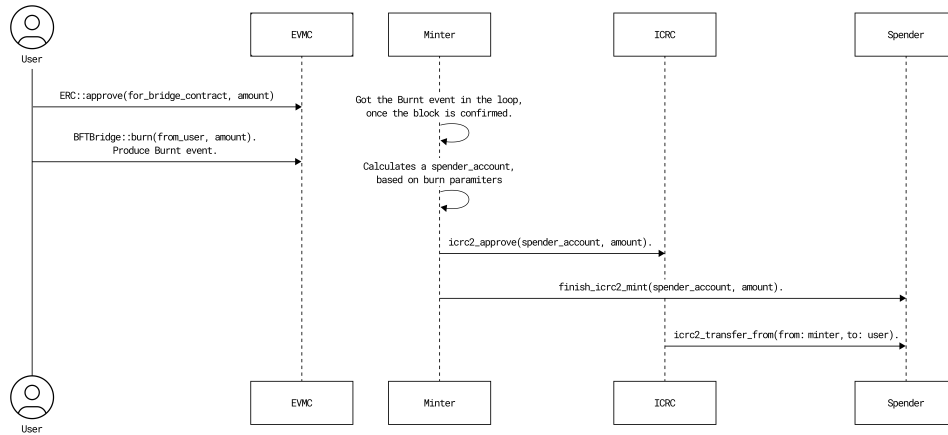 User
EVMC
Minter
ICRC
Spender
ERC::approve(for_bridge_contract, amount)
Got the Burnt event in the loop,
once the block is confirmed.
BFTBridge::burn(from_user, amount).
Produce Burnt event.
Calculates a spender_account,
based on burn paramiters
icrc2_approve(spender_account, amount).
finish_icrc2_mint(spender_account, amount).
icrc2_transfer_from(from: minter, to: user).
EVMC
Minter
ICRC
Spender
User